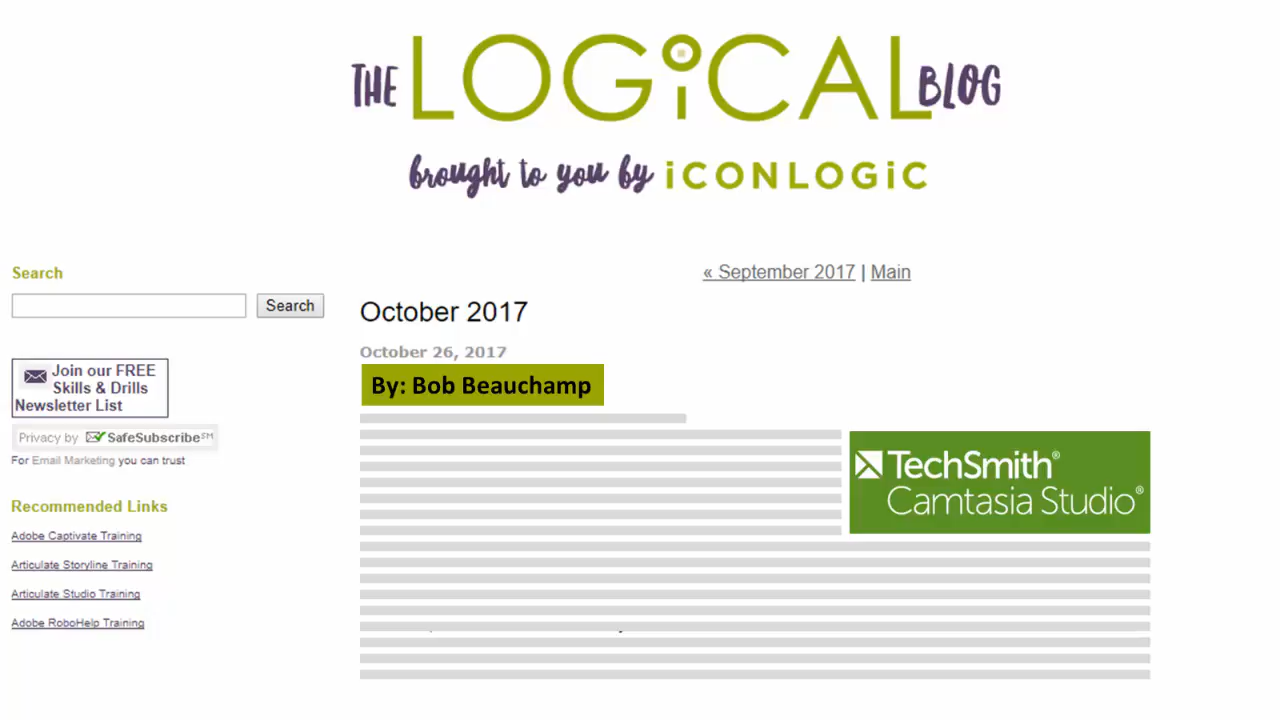 THE LOGiCAL BLOG
brought to you by iCONLOGiC
« September 2017 | Main
Search
Search
October 2017
October 26, 2017
By: Bob Beauchamp
Join our FREE
Skills & Drills
Newsletter List
Privacy by SafeSubscribe℠
For Email Marketing you can trust
TechSmith®
Camtasia Studio®
Recommended Links
Adobe Captivate Training
Articulate Storyline Training
Articulate Studio Training
Adobe RoboHelp Training